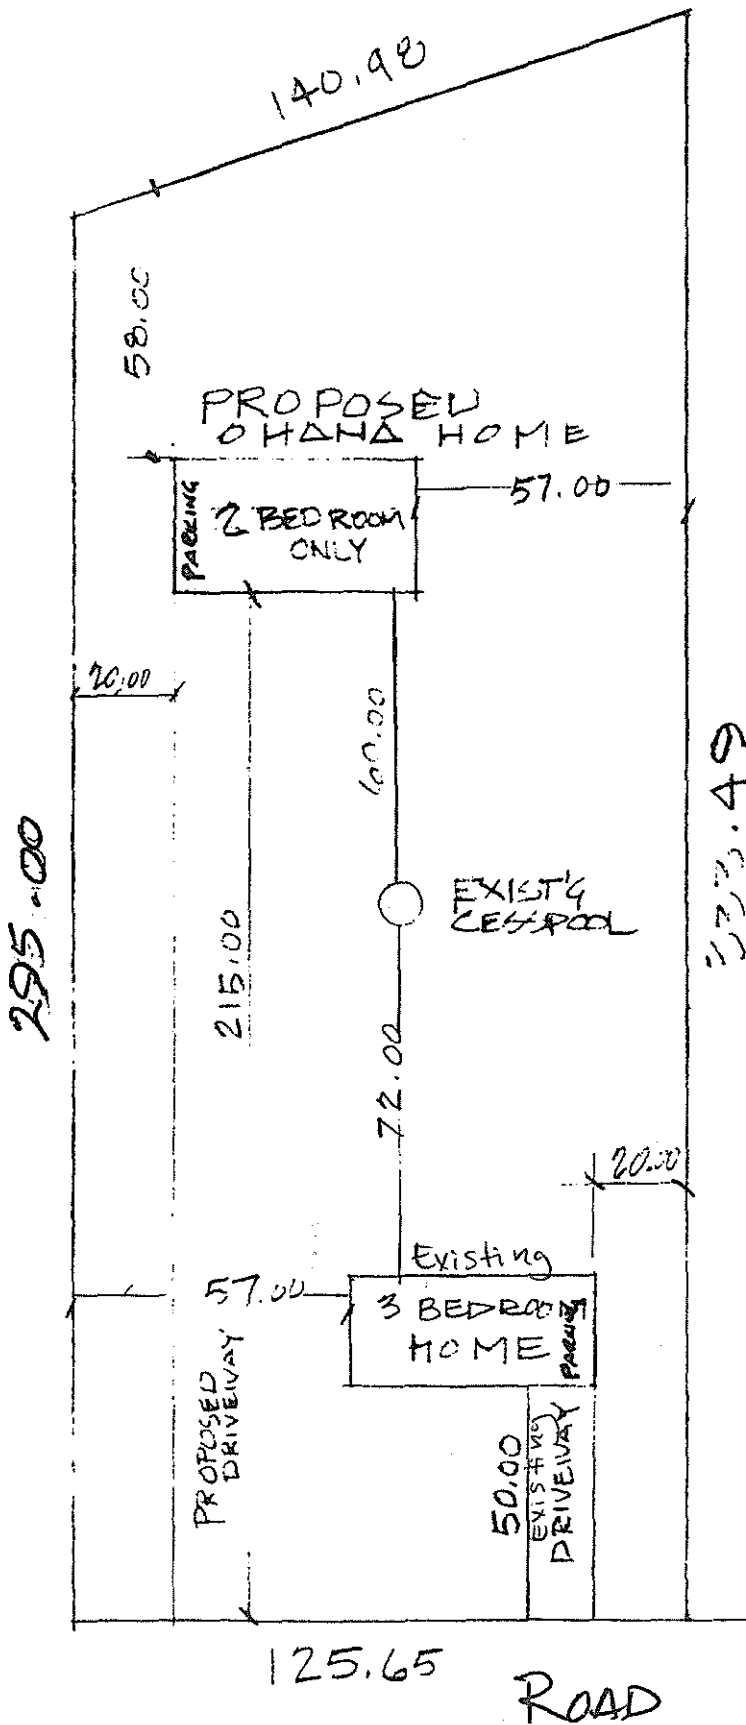 140.98
58.00
PROPOSED
OHANA HOME
PARKING
2 BEDROOM
ONLY
57.00
20.00
60.00
295.00
215.00
EXIST'G
CESSPOOL
72.00
20.00
Existing
57.00
3 BEDROOM
HOME
PARKING
PROPOSED
DRIVEWAY
50.00
Existing
DRIVEWAY
125.65
ROAD